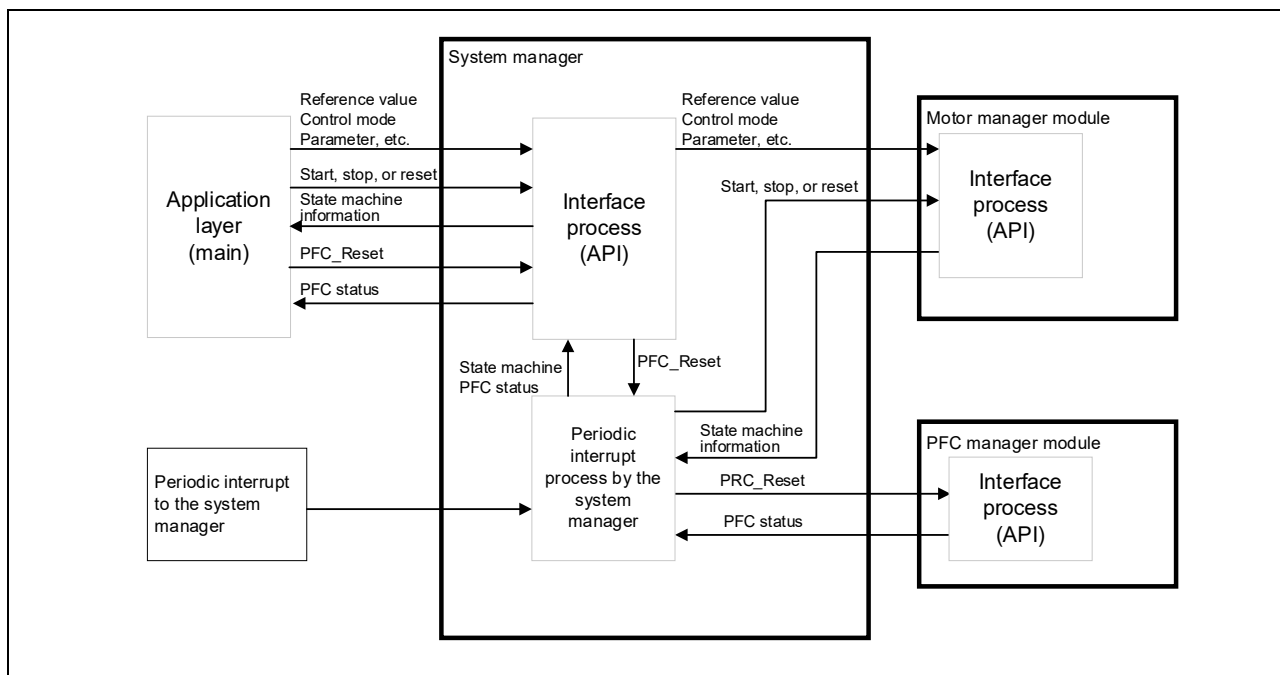 System manager
Reference value
Control mode
Parameter, etc.
Start, stop, or reset
State machine
information
PFC_Reset
PFC status
Application
layer
(main)
Interface
process
(API)
Reference value
Control mode
Parameter, etc.
Start, stop, or reset
Motor manager module
Interface
process
(API)
State machine
PFC status
PFC_Reset
Periodic interrupt
to the system
manager
Periodic
interrupt
process by the
system
manager
State machine
information
PRC_Reset
PFC status
PFC manager module
Interface
process
(API)